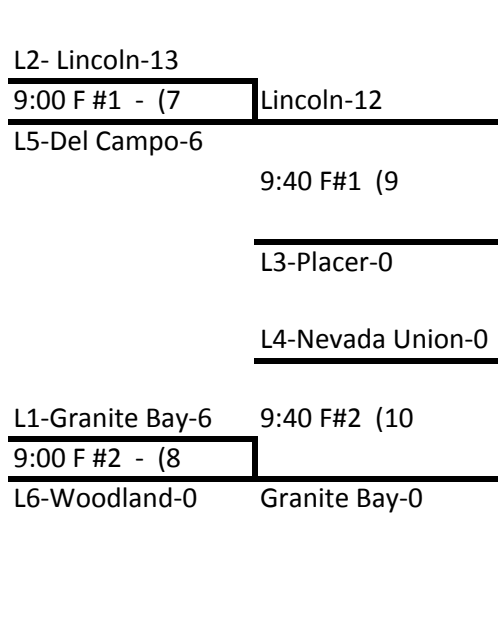 L2- Lincoln-13
9:00 F #1 - (7 Lincoln-12
L5-Del Campo-6
9:40 F#1 (9
L3-Placer-0
L4-Nevada Union-0
L1-Granite Bay-6 9:40 F#2 (10
9:00 F #2 - (8
L6-Woodland-0 Granite Bay-0